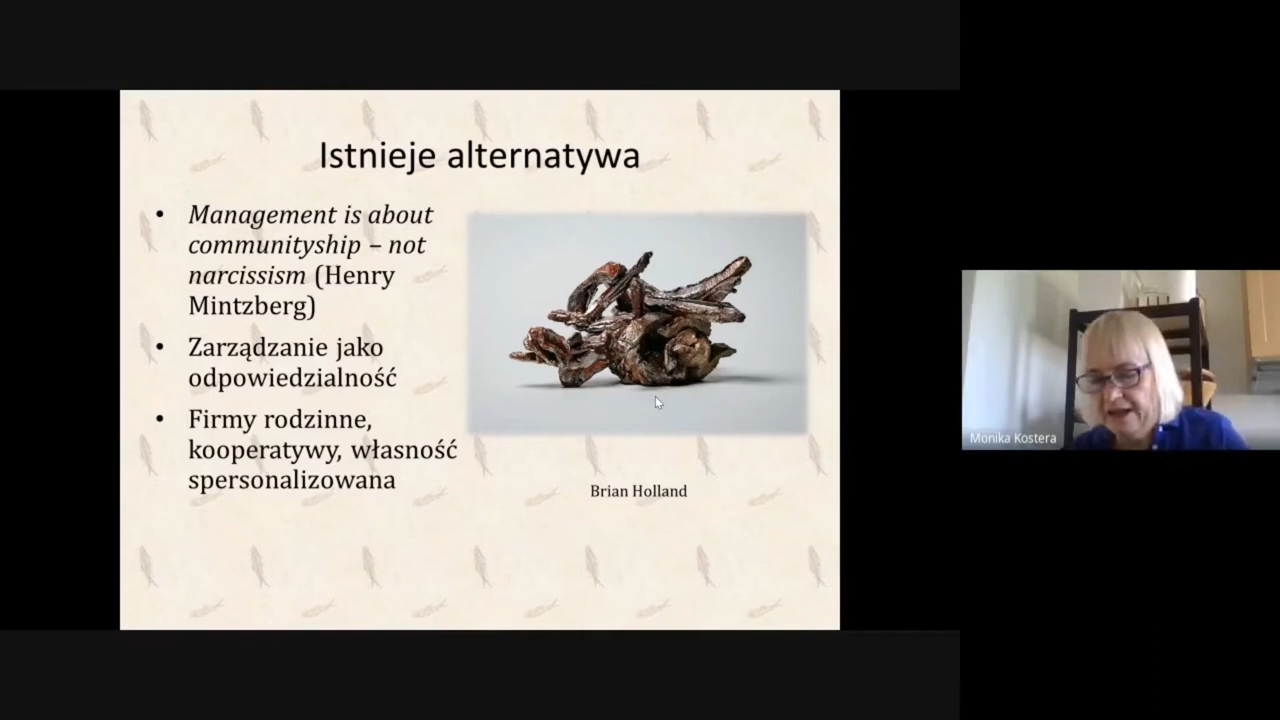 Istnieje alternatywa
• Management is about
communityship – not
narcissism (Henry
Mintzberg)
• Zarządzanie jako
odpowiedzialność
• Firmy rodzinne,
kooperatywy, własność
spersonalizowana
Brian Holland
Monika Kostera